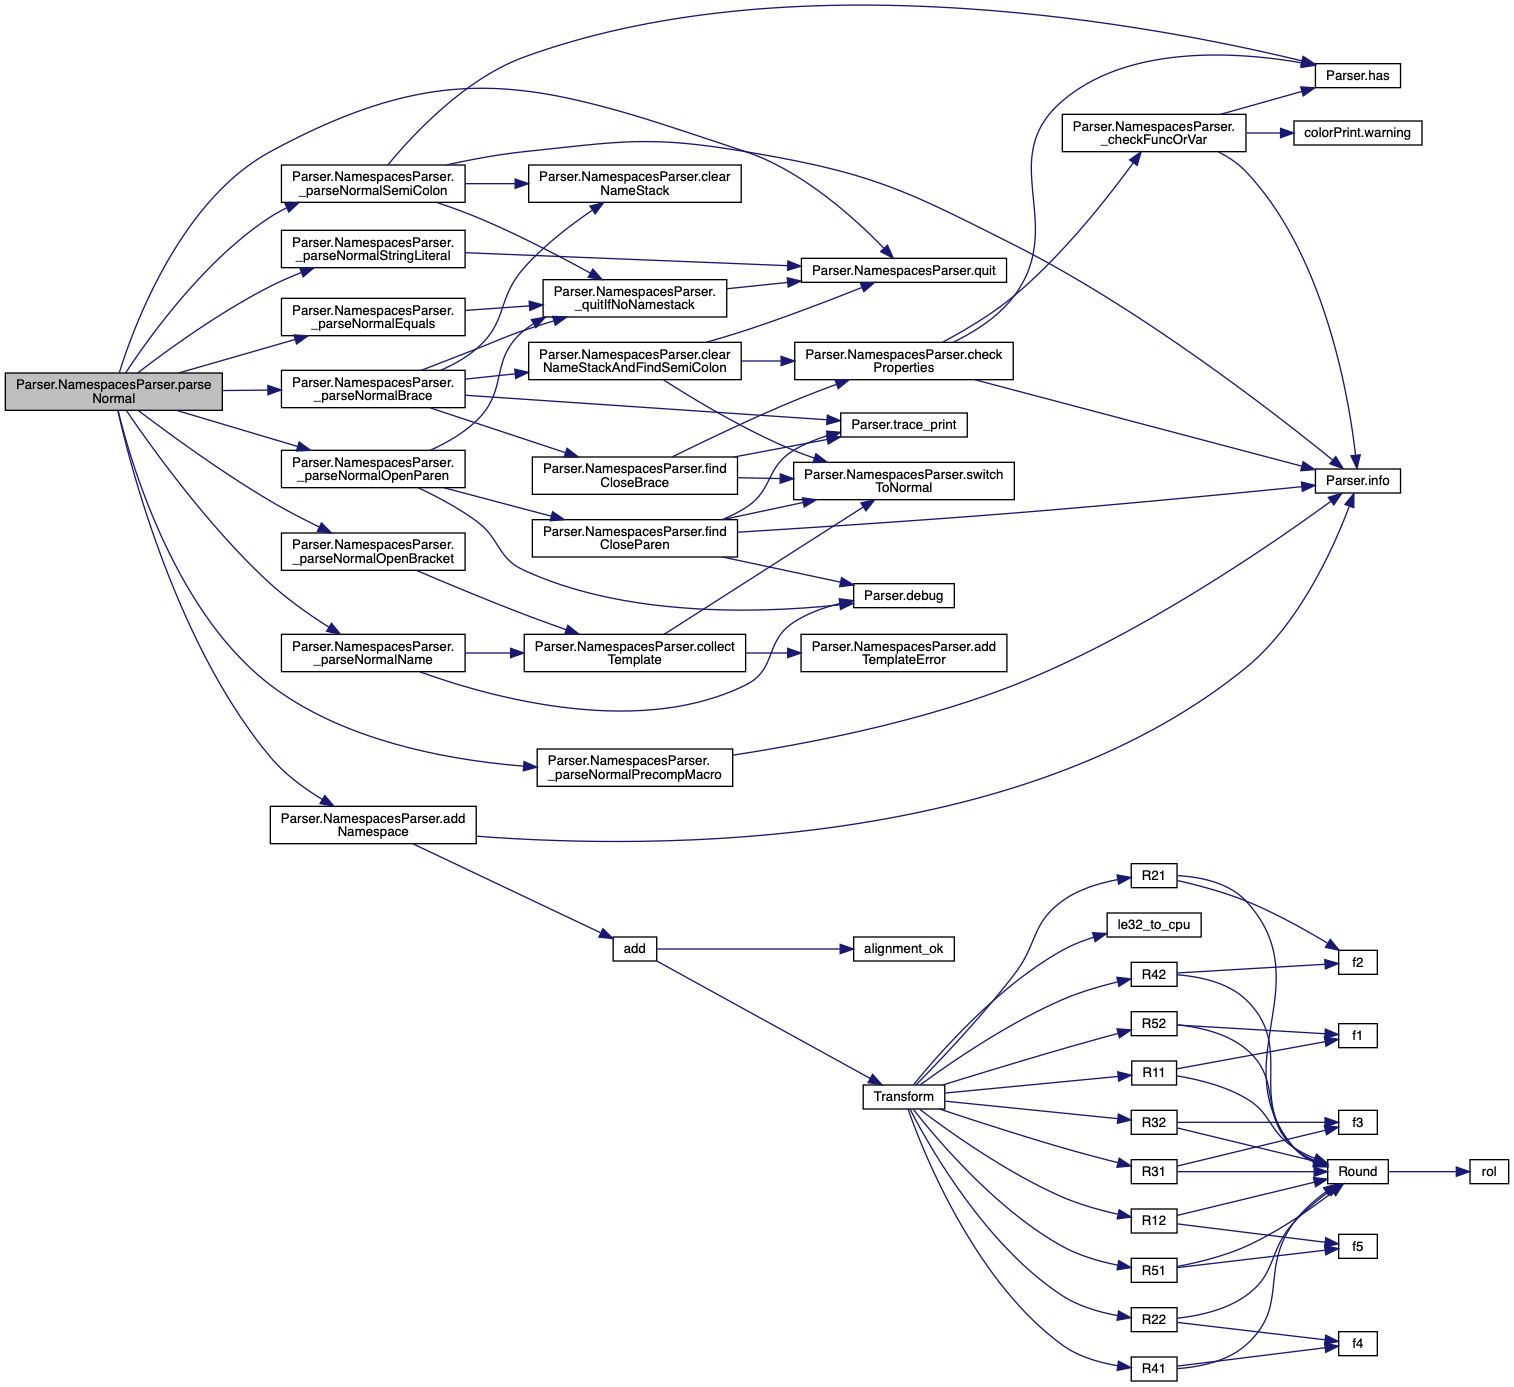 Parser.has
Parser.NamespacesParser.
_checkFuncOrVar
colorPrint.warning
Parser.NamespacesParser.
_parseNormalSemiColon
Parser.NamespacesParser.clear
NameStack
Parser.NamespacesParser.
_parseNormalStringLiteral
Parser.NamespacesParser.quit
Parser.NamespacesParser.
_quitIfNoNamestack
Parser.NamespacesParser.
_parseNormalEquals
Parser.NamespacesParser.clear
NameStackAndFindSemiColon
Parser.NamespacesParser.check
Properties
Parser.NamespacesParser.parse
Normal
Parser.NamespacesParser.
_parseNormalBrace
Parser.trace_print
Parser.NamespacesParser.
_parseNormalOpenParen
Parser.NamespacesParser.find
CloseBrace
Parser.NamespacesParser.switch
ToNormal
Parser.info
Parser.NamespacesParser.find
CloseParen
Parser.NamespacesParser.
_parseNormalOpenBracket
Parser.debug
Parser.NamespacesParser.
_parseNormalName
Parser.NamespacesParser.collect
Template
Parser.NamespacesParser.add
TemplateError
Parser.NamespacesParser.
_parseNormalPrecompMacro
Parser.NamespacesParser.add
Namespace
R21
le32_to_cpu
add
alignment_ok
f2
R42
R52
f1
R11
Transform
R32
f3
R31
Round
rol
R12
f5
R51
R22
f4
R41